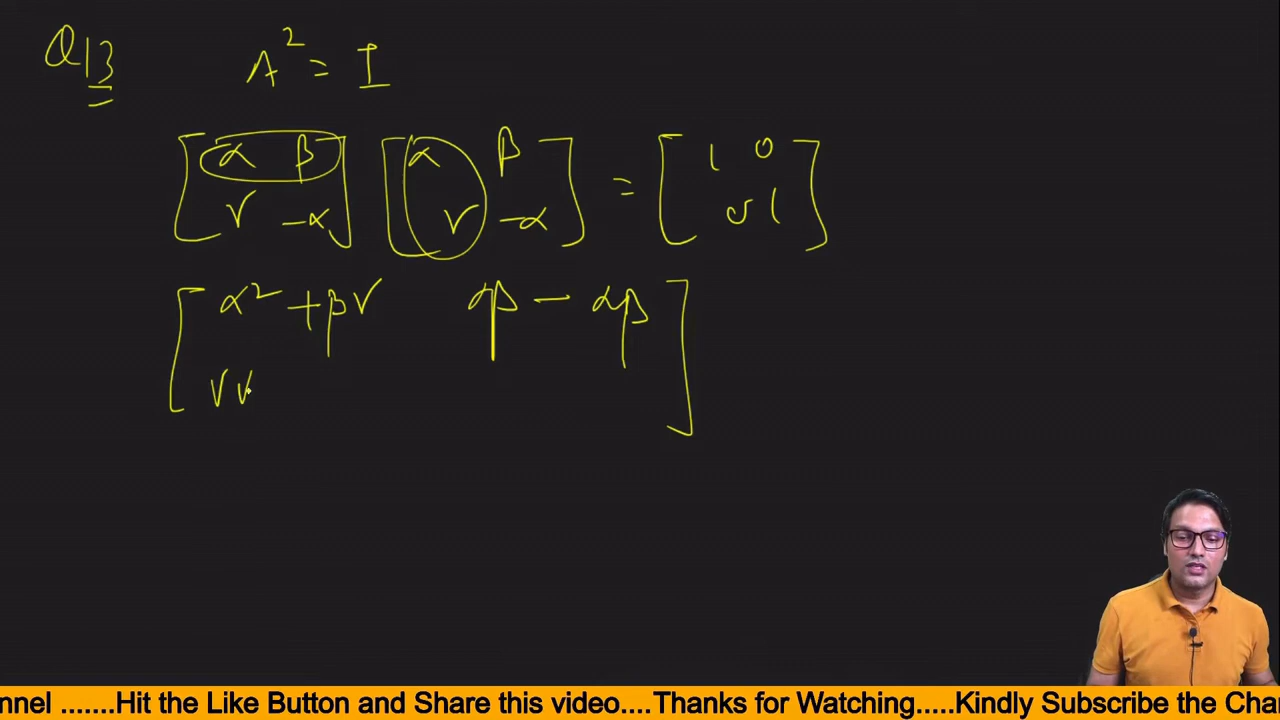 Q13 A² = I
[α β γ -α] [α β γ -α] = [1 0 0 1]
[α² + βγ αβ - αβ
γ
nnel .......Hit the Like Button and Share this video....Thanks for Watching.....Kindly Subscribe the Cha